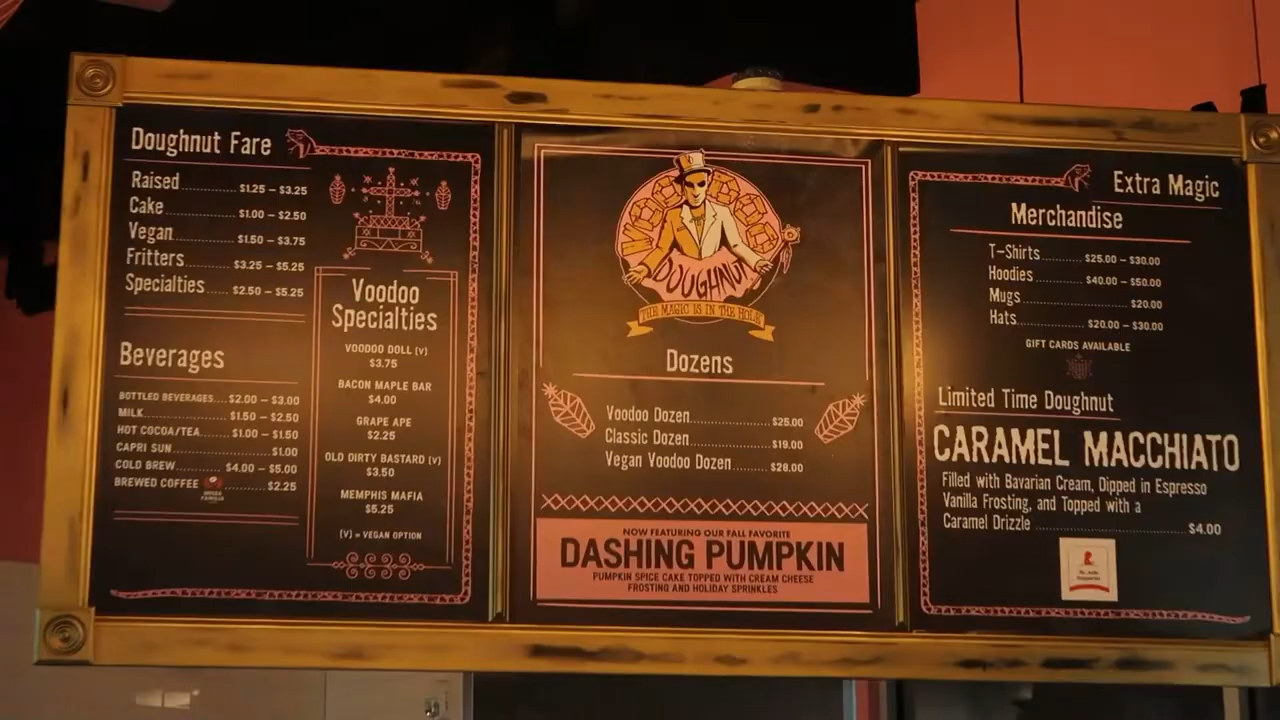 Doughnut Fare
Raised..............$1.25 – $3.25
Cake..............$1.00 – $2.50
Vegan..............$1.50 – $3.75
Fritters..............$3.25 – $5.25
Specialties.....$2.50 – $5.25
Beverages
BOTTLED BEVERAGES....$2.00 – $3.00
MILK..............$1.50 – $2.50
HOT COCOA/TEA........$1.00 – $1.50
CAPRI SUN..............$1.00
COLD BREW..........$4.00 – $5.00
BREWED COFFEE..........$2.25
Voodoo
Specialties
VOODOO DOLL (V)
$3.75
BACON MAPLE BAR
$4.00
GRAPE APE
$2.25
OLD DIRTY BASTARD (V)
$3.50
MEMPHIS MAFIA
$5.25
(V) = VEGAN OPTION
DOUGHNUT
THE MAGIC IS IN THE HOLE
Dozens
Voodoo Dozen..............$25.00
Classic Dozen..............$19.00
Vegan Voodoo Dozen..............$28.00
NOW FEATURING OUR FALL FAVORITE
DASHING PUMPKIN
PUMPKIN SPICE CAKE TOPPED WITH CREAM CHEESE
FROSTING AND HOLIDAY SPRINKLES
Extra Magic
Merchandise
T-Shirts..........$25.00 – $30.00
Hoodies..........$40.00 – $50.00
Mugs..............$20.00
Hats..............$20.00 – $30.00
GIFT CARDS AVAILABLE
Limited Time Doughnut
CARAMEL MACCHIATO
Filled with Bavarian Cream, Dipped in Espresso
Vanilla Frosting, and Topped with a
Caramel Drizzle..............$4.00